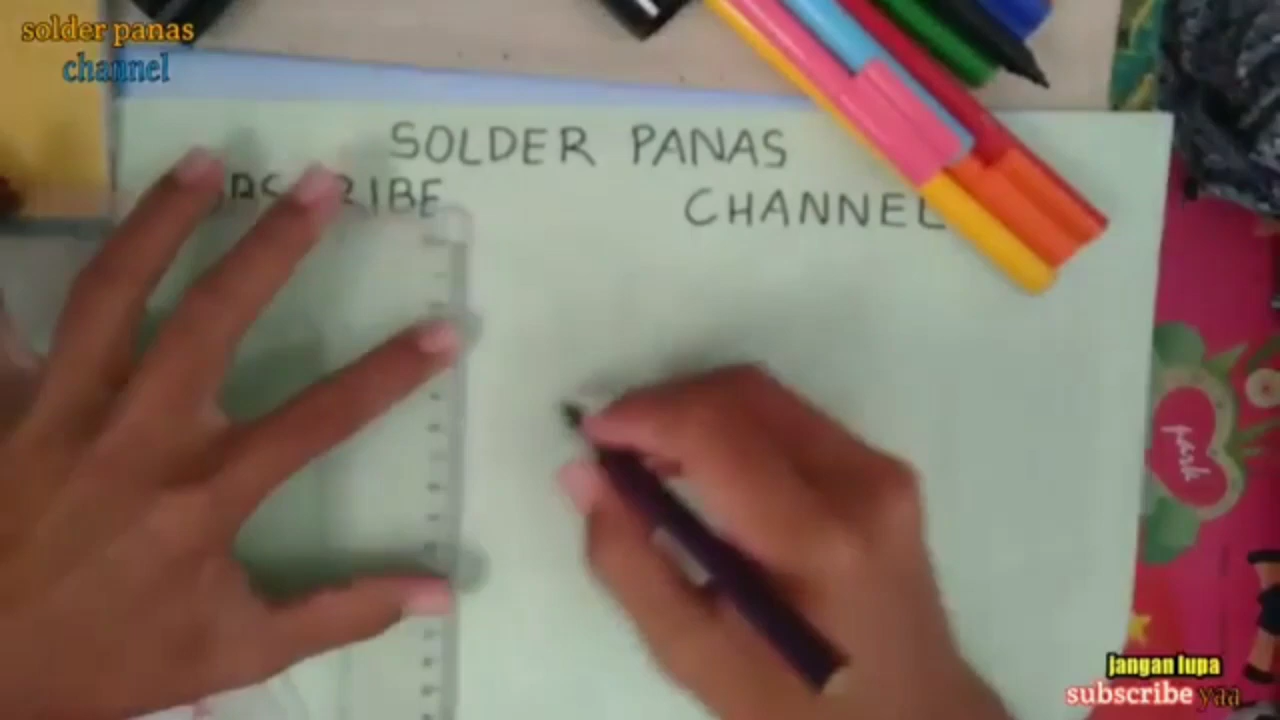 solder panas
channel
SOLDER PANAS
CHANNEL
jangan lupa
subscribe yaa